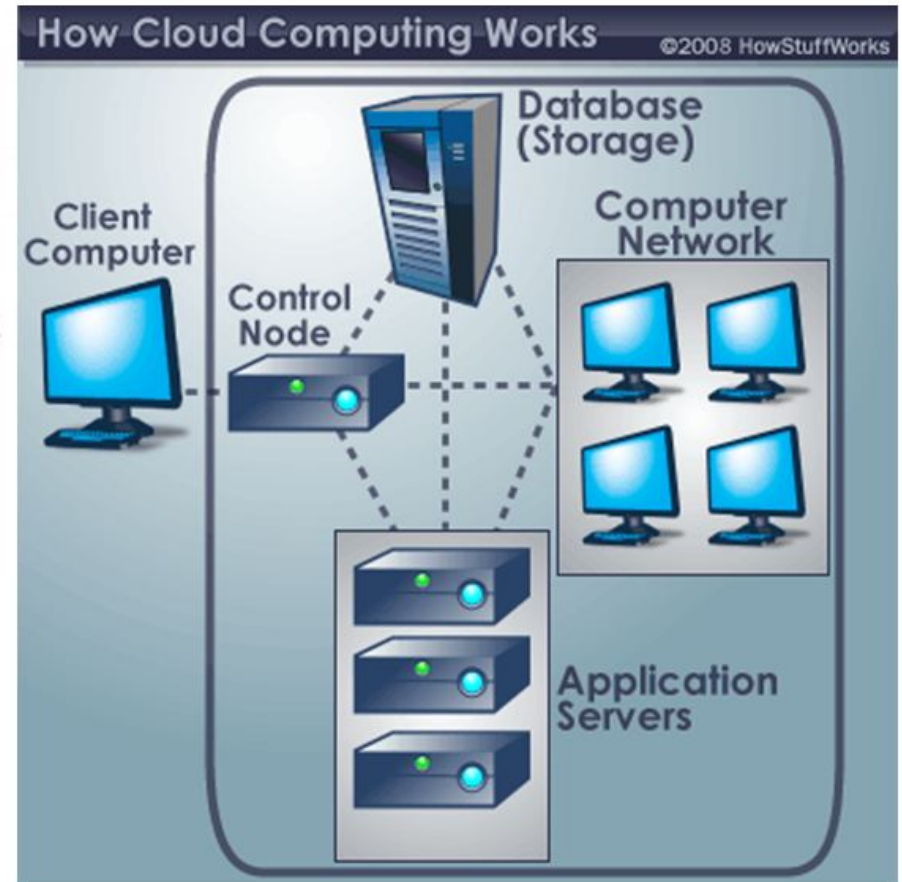 How Cloud Computing Works
©2008 HowStuffWorks
Database
(Storage)
Client
Computer
Computer
Network
Control
Node
Application
Servers